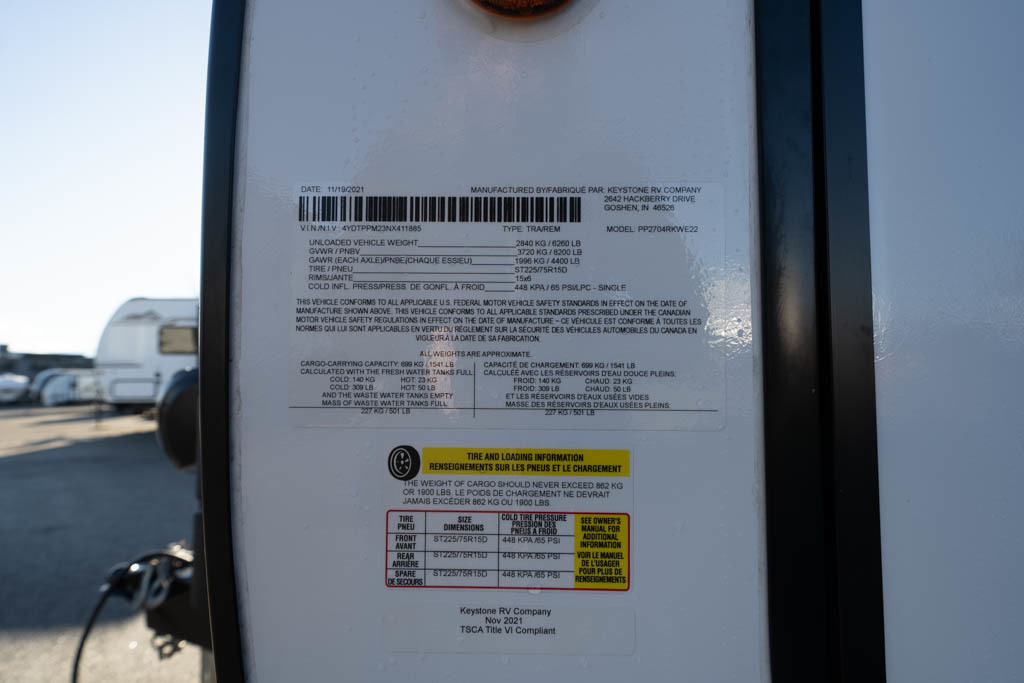 DATE: 11/19/2021 MANUFACTURED BY/FABRIQUÉ PAR: KEYSTONE RV COMPANY
2642 HACKBERRY DRIVE
GOSHEN, IN 46526
V.I.N./N.I.V.: 4YDTPPM23NX411885 TYPE: TRA/REM MODEL: PP2704RKWE22
UNLOADED VEHICLE WEIGHT 2840 KG / 6260 LB
GVWR / PNBV 3720 KG / 8200 LB
GAWR (EACH AXLE)/PNBE(CHAQUE ESSIEU) 1996 KG / 4400 LB
TIRE / PNEU ST225/75R15D
RIMS/JANTE 15x6
COLD INFL. PRESS/PRESS. DE GONFL. À FROID 448 KPA / 65 PSI/LPC - SINGLE
THIS VEHICLE CONFORMS TO ALL APPLICABLE U.S. FEDERAL MOTOR VEHICLE SAFETY STANDARDS IN EFFECT ON THE DATE OF
MANUFACTURE SHOWN ABOVE. THIS VEHICLE CONFORMS TO ALL APPLICABLE STANDARDS PRESCRIBED UNDER THE CANADIAN
MOTOR VEHICLE SAFETY REGULATIONS IN EFFECT ON THE DATE OF MANUFACTURE – CE VÉHICULE EST CONFORME À TOUTES LES
NORMES QUI LUI SONT APPLICABLES EN VERTU DU RÈGLEMENT SUR LA SÉCURITÉ DES VÉHICULES AUTOMOBILES DU CANADA EN
VIGUEUR À LA DATE DE SA FABRICATION.
ALL WEIGHTS ARE APPROXIMATE.
CARGO-CARRYING CAPACITY: 699 KG / 1541 LB
CALCULATED WITH THE FRESH WATER TANKS FULL:
COLD: 140 KG HOT: 23 KG
COLD: 309 LB HOT: 50 LB
AND THE WASTE WATER TANKS EMPTY
MASS OF WASTE WATER TANKS FULL:
227 KG / 501 LB
CAPACITÉ DE CHARGEMENT: 699 KG / 1541 LB
CALCULÉE AVEC LES RÉSERVOIRS D'EAU DOUCE PLEINS:
FROID: 140 KG CHAUD: 23 KG
FROID: 309 LB CHAUD: 50 LB
ET LES RÉSERVOIRS D'EAUX USÉES VIDES
MASSE DES RÉSERVOIRS D'EAUX USÉES PLEINS:
227 KG / 501 LB
TIRE AND LOADING INFORMATION
RENSEIGNEMENTS SUR LES PNEUS ET LE CHARGEMENT
THE WEIGHT OF CARGO SHOULD NEVER EXCEED 862 KG
OR 1900 LBS. LE POIDS DE CHARGEMENT NE DEVRAIT
JAMAIS EXCÉDER 862 KG OU 1900 LBS.
TIRE
PNEU
SIZE
DIMENSIONS
COLD TIRE PRESSURE
PRESSION DES
PNEUS A FROID
FRONT
AVANT
ST225/75R15D 448 KPA /65 PSI
REAR
ARRIÈRE
ST225/75R15D 448 KPA /65 PSI
SPARE
DE SECOURS
ST225/75R15D 448 KPA /65 PSI
SEE OWNER'S
MANUAL FOR
ADDITIONAL
INFORMATION
VOIR LE MANUEL
DE L'USAGER
POUR PLUS DE
RENSEIGNEMENTS
Keystone RV Company
Nov 2021
TSCA Title VI Compliant